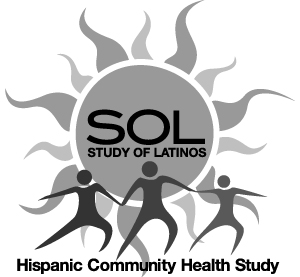 SOL
STUDY OF LATINOS
Hispanic Community Health Study